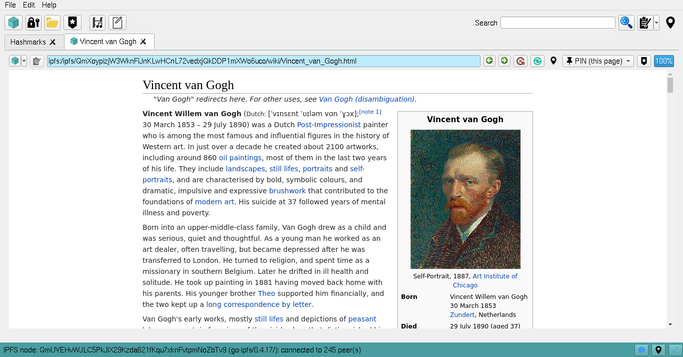 File Edit Help
Search
Hashmarks Vincent van Gogh
PIN (this page) 100%
Vincent van Gogh
"Van Gogh" redirects here. For other uses, see Van Gogh (disambiguation).
Vincent Willem van Gogh (Dutch: [ˈvɪnsɛnt ˈʋɪləm vɑn ˈɣɔx];[note 1]
30 March 1853 – 29 July 1890) was a Dutch Post-Impressionist painter
who is among the most famous and influential figures in the history of
Western art. In just over a decade he created about 2100 artworks,
including around 860 oil paintings, most of them in the last two years
of his life. They include landscapes, still lifes, portraits and self-
portraits, and are characterised by bold, symbolic colours, and
dramatic, impulsive and expressive brushwork that contributed to the
foundations of modern art. His suicide at 37 followed years of mental
illness and poverty.
Born into an upper-middle-class family, Van Gogh drew as a child and
was serious, quiet and thoughtful. As a young man he worked as an
art dealer, often travelling, but became depressed after he was
transferred to London. He turned to religion, and spent time as a
missionary in southern Belgium. Later he drifted in ill health and
solitude. He took up painting in 1881 having moved back home with
his parents. His younger brother Theo supported him financially, and
the two kept up a long correspondence by letter.
Van Gogh's early works, mostly still lifes and depictions of peasant
Vincent van Gogh
Self-Portrait, 1887, Art Institute of
Chicago
Born Vincent Willem van Gogh
30 March 1853
Zundert, Netherlands
Died 29 July 1890 (aged 37)
(go-ipfs/0.4.17/): connected to 245 peer(s)